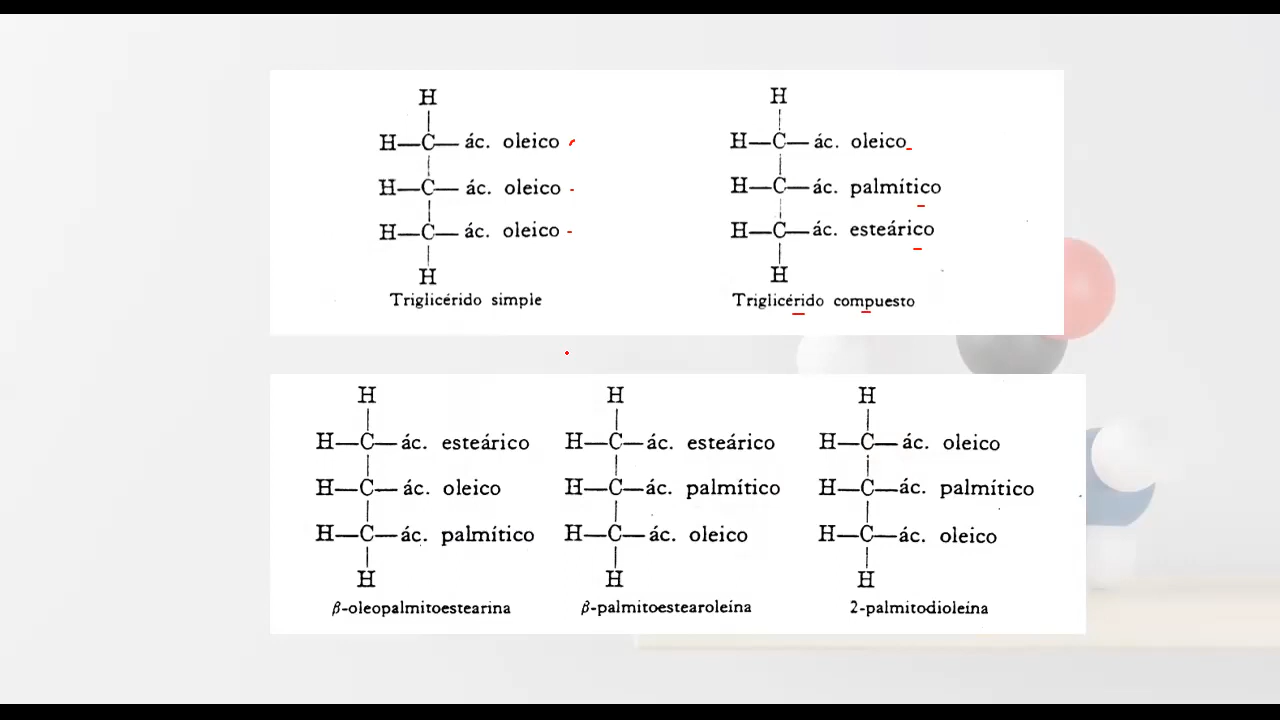 H
H—C—ác. oleico
H—C—ác. oleico
H—C—ác. oleico
H
Triglicérido simple
H
H—C—ác. oleico
H—C—ác. palmítico
H—C—ác. esteárico
H
Triglicérido compuesto
H
H—C—ác. esteárico
H—C—ác. oleico
H—C—ác. palmítico
H
β-oleopalmitoestearina
H
H—C—ác. esteárico
H—C—ác. palmítico
H—C—ác. oleico
H
β-palmitoestearoleína
H
H—C—ác. oleico
H—C—ác. palmítico
H—C—ác. oleico
H
2-palmitodioleína